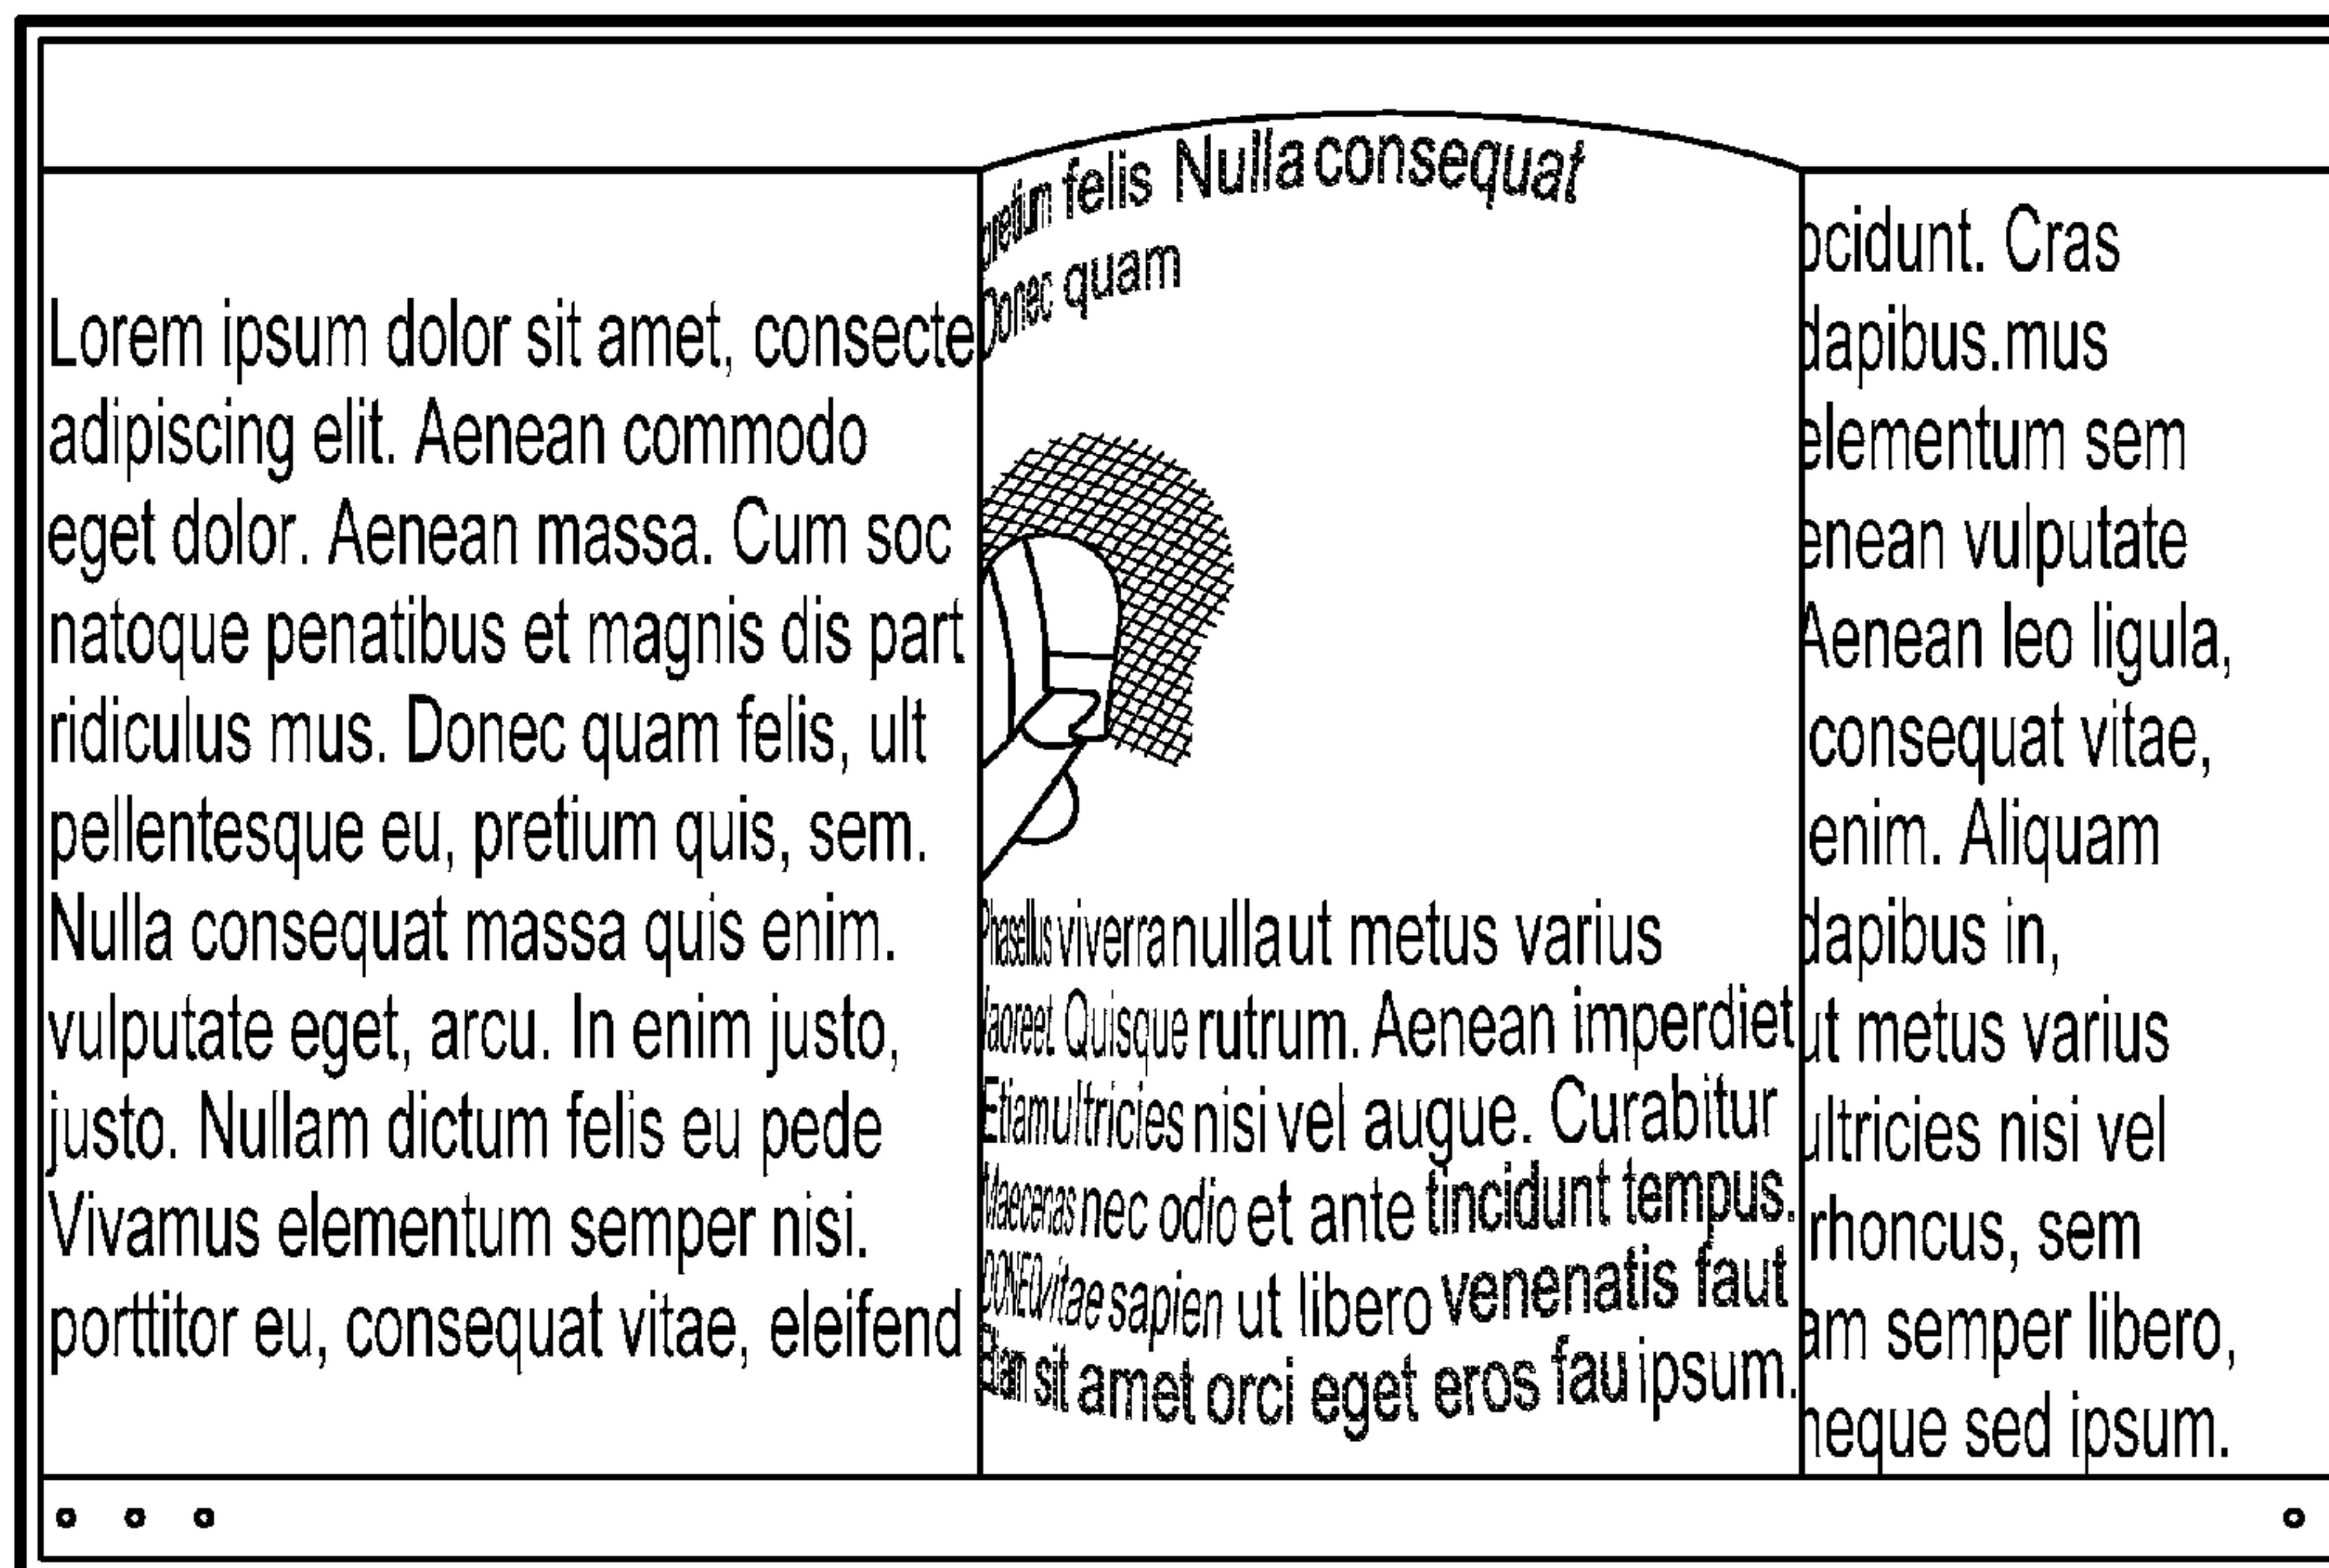 Lorem ipsum dolor sit amet, consecte
adipiscing elit. Aenean commodo
eget dolor. Aenean massa. Cum soc
natoque penatibus et magnis dis part
ridiculus mus. Donec quam felis, ult
pellentesque eu, pretium quis, sem.
Nulla consequat massa quis enim.
vulputate eget, arcu. In enim justo,
justo. Nullam dictum felis eu pede
Vivamus elementum semper nisi.
porttitor eu, consequat vitae, eleifend
pretium felis Nulla consequat
Donec quam
Phasellus viverra nulla ut metus varius
laoreet. Quisque rutrum. Aenean imperdiet
Etiam ultricies nisi vel augue. Curabitur
Maecenas nec odio et ante tincidunt tempus.
DONEC vitae sapien ut libero venenatis faut
Etiam sit amet orci eget eros fau ipsum.
ocidunt. Cras
dapibus.mus
elementum sem
enean vulputate
Aenean leo ligula,
consequat vitae,
enim. Aliquam
dapibus in,
ut metus varius
ultricies nisi vel
rhoncus, sem
am semper libero,
neque sed ipsum.